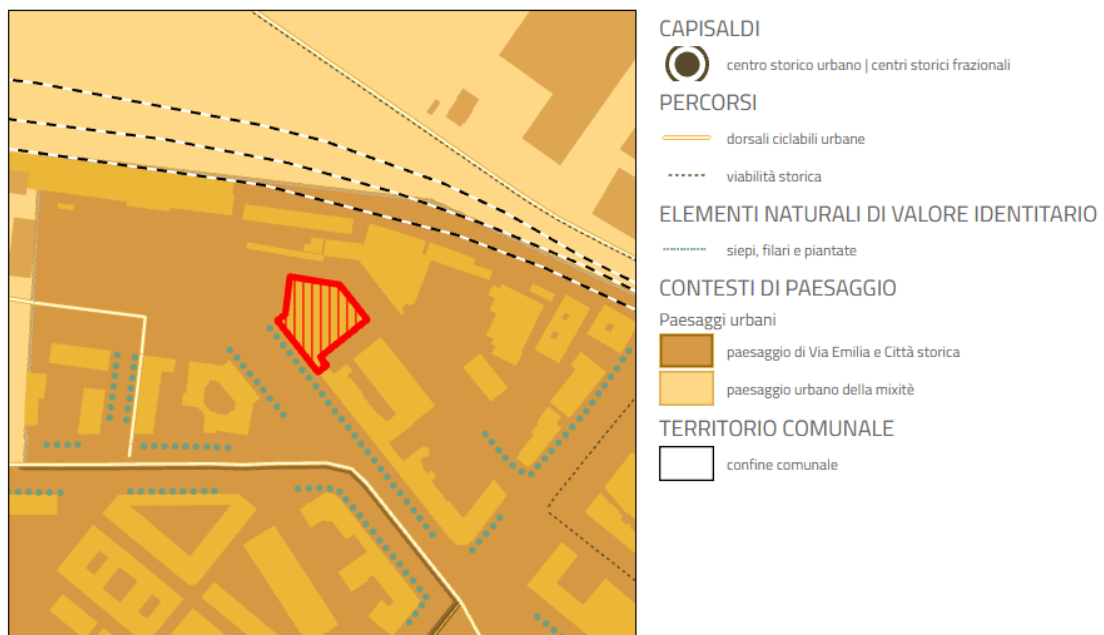 CAPISALDI
centro storico urbano | centri storici frazionali
PERCORSI
dorsali ciclabili urbane
viabilità storica
ELEMENTI NATURALI DI VALORE IDENTITARIO
siepi, filari e piantate
CONTESTI DI PAESAGGIO
Paesaggi urbani
paesaggio di Via Emilia e Città storica
paesaggio urbano della mixitè
TERRITORIO COMUNALE
confine comunale